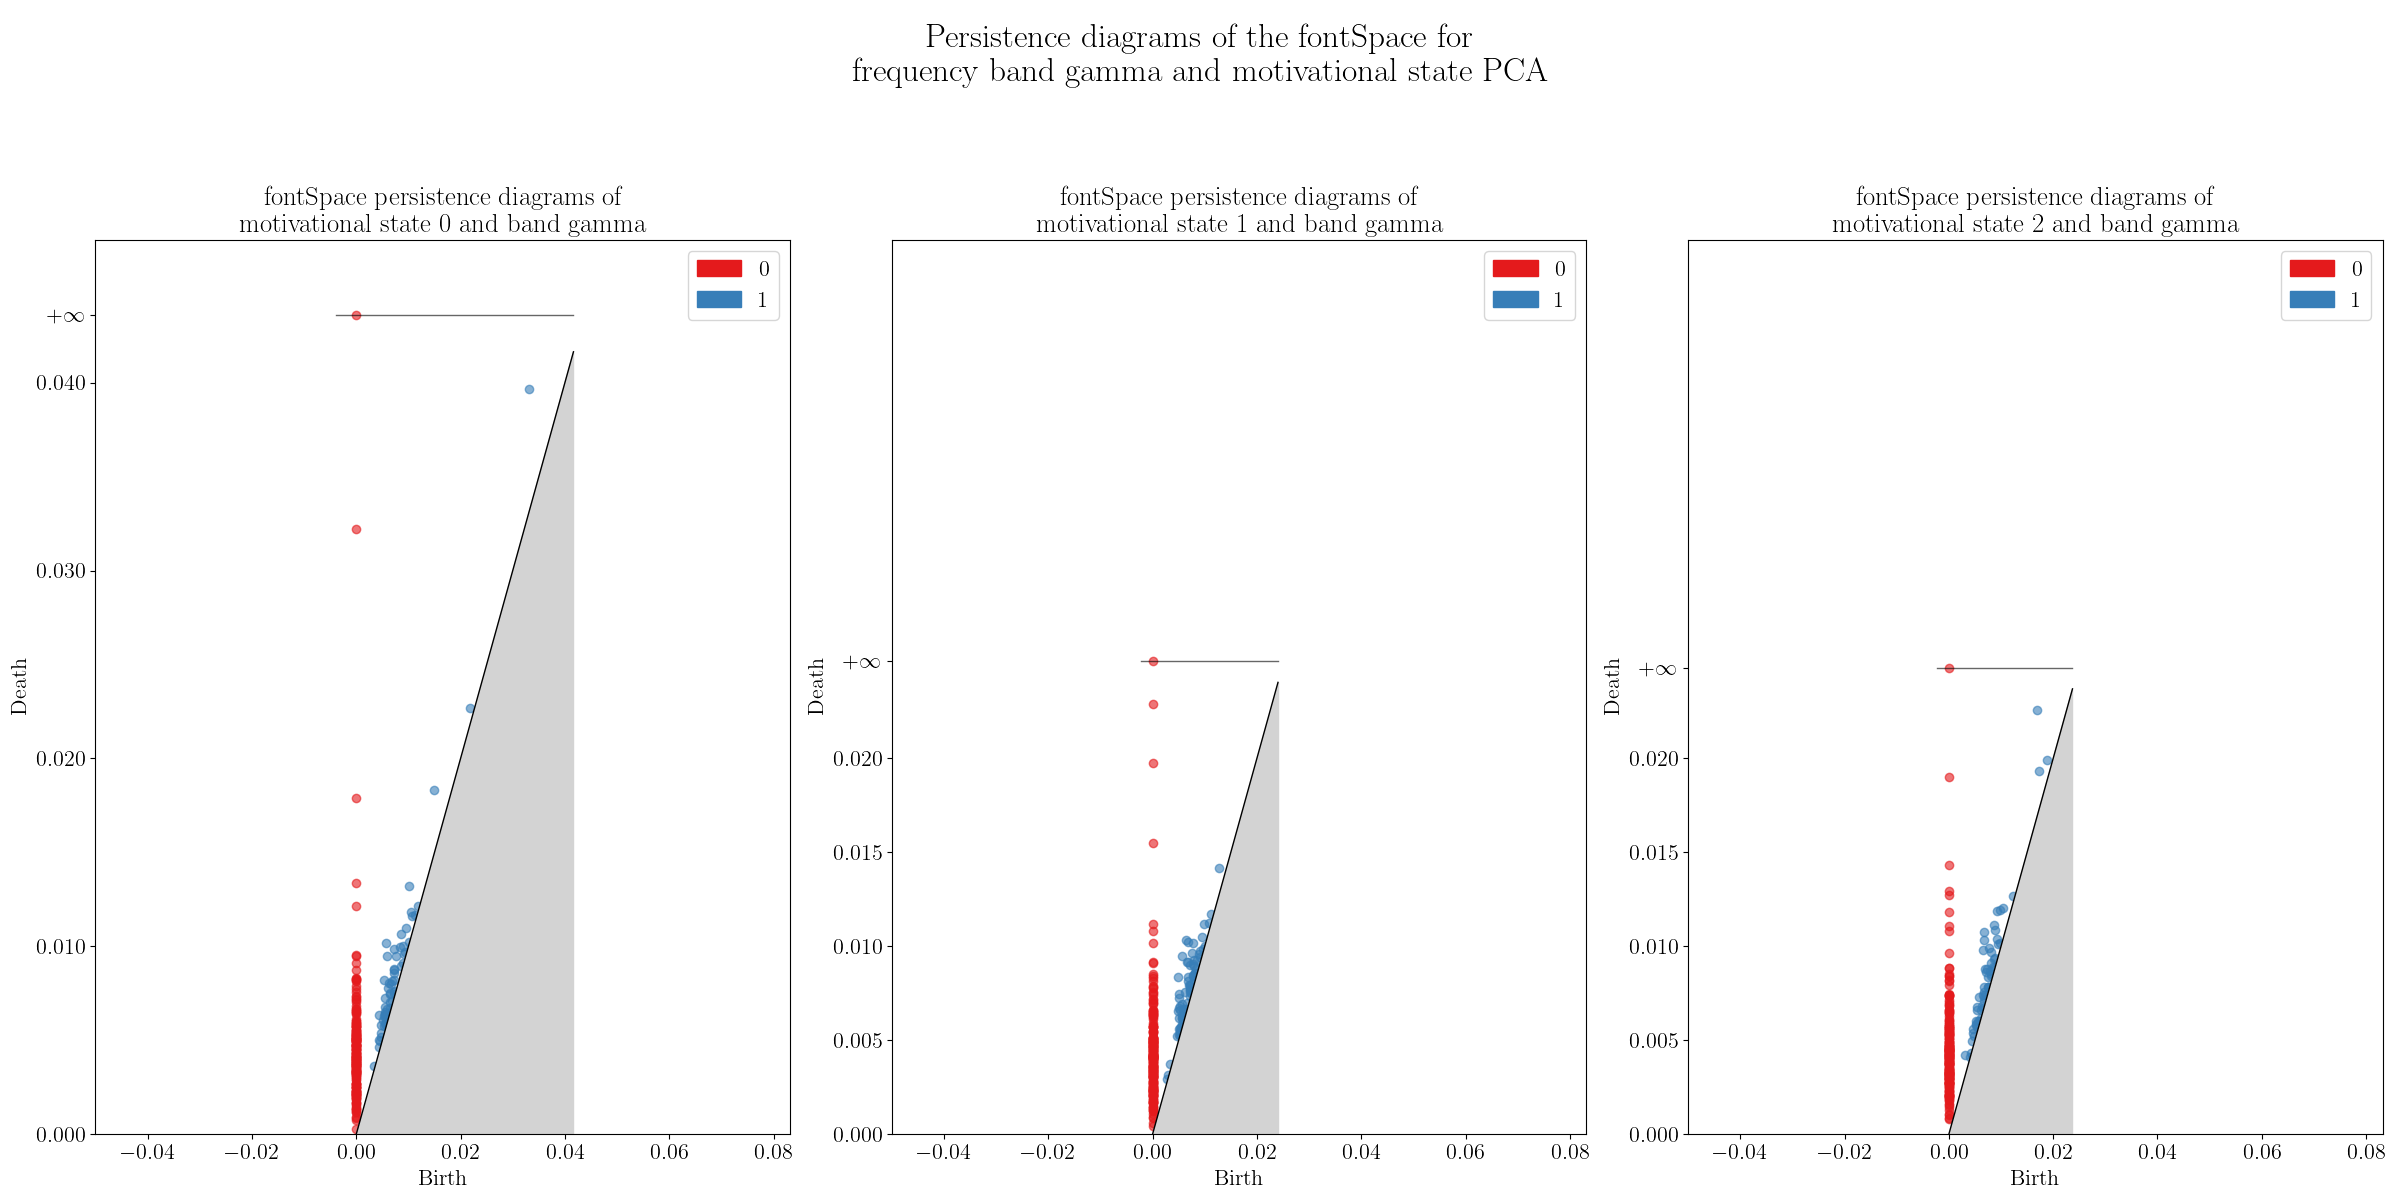 Persistence diagrams of the fontSpace for
frequency band gamma and motivational state PCA
fontSpace persistence diagrams of
motivational state 0 and band gamma
0
1
+∞
0.040
0.030
0.020
0.010
0.000
Death
−0.04 −0.02 0.00 0.02 0.04 0.06 0.08
Birth
fontSpace persistence diagrams of
motivational state 1 and band gamma
0
1
+∞
0.020
0.015
0.010
0.005
0.000
Death
−0.04 −0.02 0.00 0.02 0.04 0.06 0.08
Birth
fontSpace persistence diagrams of
motivational state 2 and band gamma
0
1
+∞
0.020
0.015
0.010
0.005
0.000
Death
−0.04 −0.02 0.00 0.02 0.04 0.06 0.08
Birth